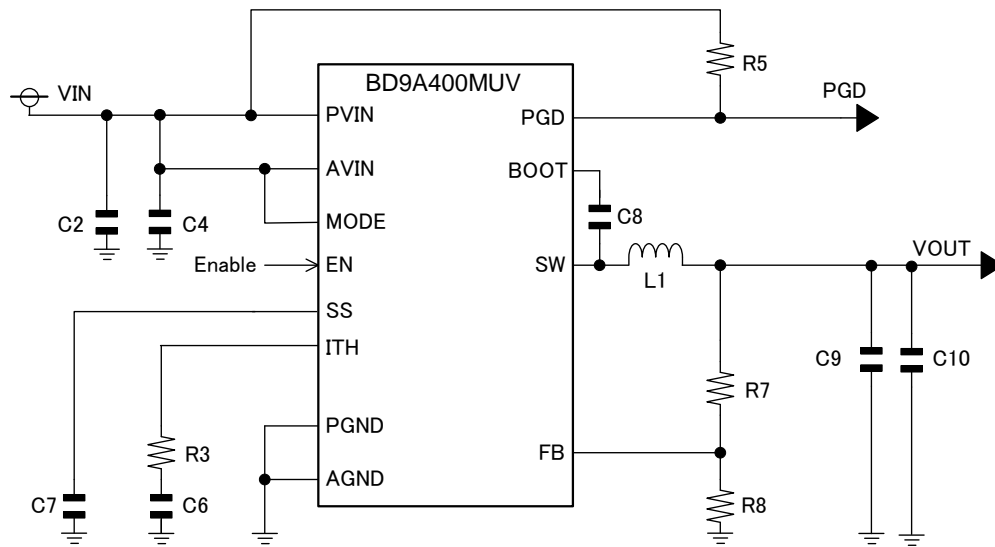 BD9A400MUV
VIN
R5
PGD
PVIN
PGD
AVIN
BOOT
C2
C4
MODE
C8
VOUT
Enable
EN
SW
L1
SS
ITH
C9
C10
R7
PGND
R3
FB
AGND
C7
C6
R8